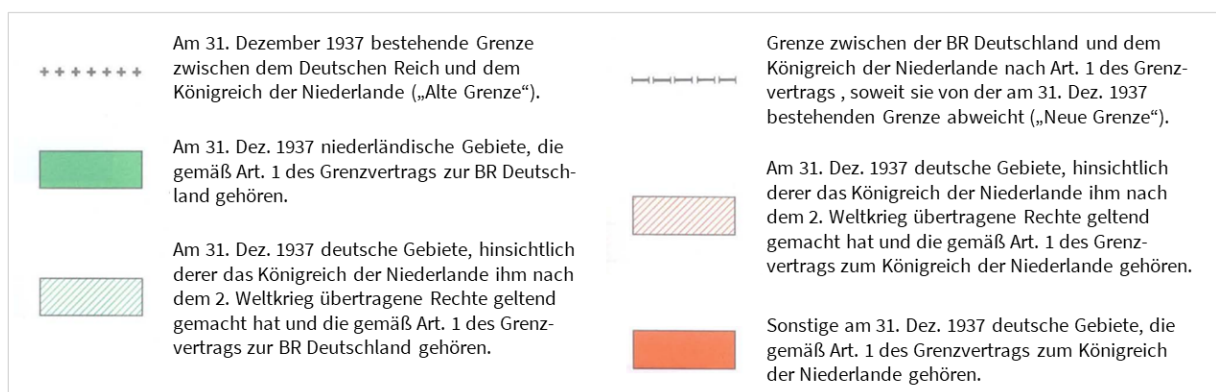 Am 31. Dezember 1937 bestehende Grenze
zwischen dem Deutschen Reich und dem
Königreich der Niederlande („Alte Grenze“).
Am 31. Dez. 1937 niederländische Gebiete, die
gemäß Art. 1 des Grenzvertrags zur BR Deutsch-
land gehören.
Am 31. Dez. 1937 deutsche Gebiete, hinsichtlich
derer das Königreich der Niederlande ihm nach
dem 2. Weltkrieg übertragene Rechte geltend
gemacht hat und die gemäß Art. 1 des Grenz-
vertrags zur BR Deutschland gehören.
Grenze zwischen der BR Deutschland und dem
Königreich der Niederlande nach Art. 1 des Grenz-
vertrags , soweit sie von der am 31. Dez. 1937
bestehenden Grenze abweicht („Neue Grenze“).
Am 31. Dez. 1937 deutsche Gebiete, hinsichtlich
derer das Königreich der Niederlande ihm nach
dem 2. Weltkrieg übertragene Rechte geltend
gemacht hat und die gemäß Art. 1 des Grenz-
vertrags zum Königreich der Niederlande gehören.
Sonstige am 31. Dez. 1937 deutsche Gebiete, die
gemäß Art. 1 des Grenzvertrags zum Königreich
der Niederlande gehören.